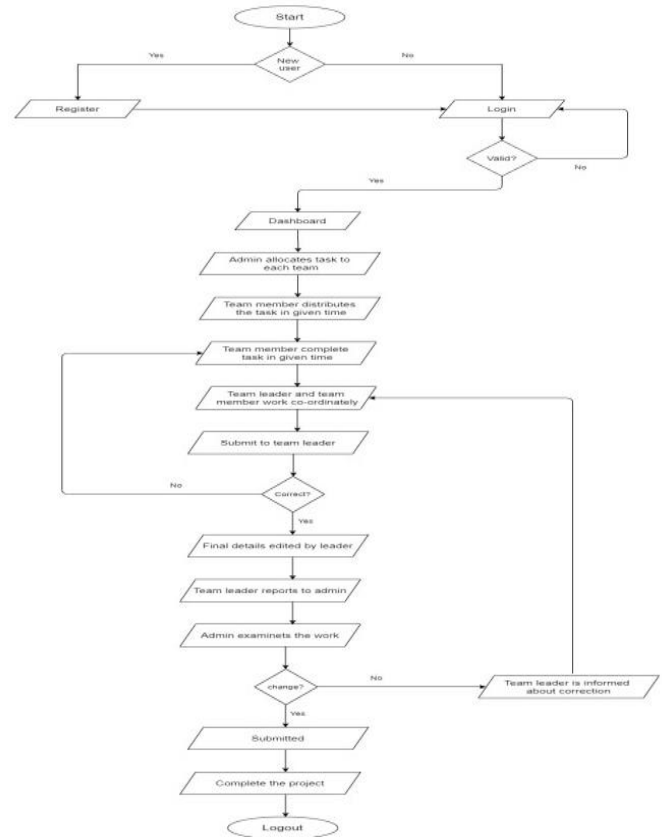 Start
New
user
Yes
No
Register
Login
Valid?
No
Yes
Dashboard
Admin allocates task to
each team
Team member distributes
the task in given time
Team member complete
task in given time
Team leader and team
member work co-ordinately
Submit to team leader
Correct?
No
Yes
Final details edited by leader
Team leader reports to admin
Admin examinets the work
change?
No
Team leader is informed
about correction
Yes
Submitted
Complete the project
Logout